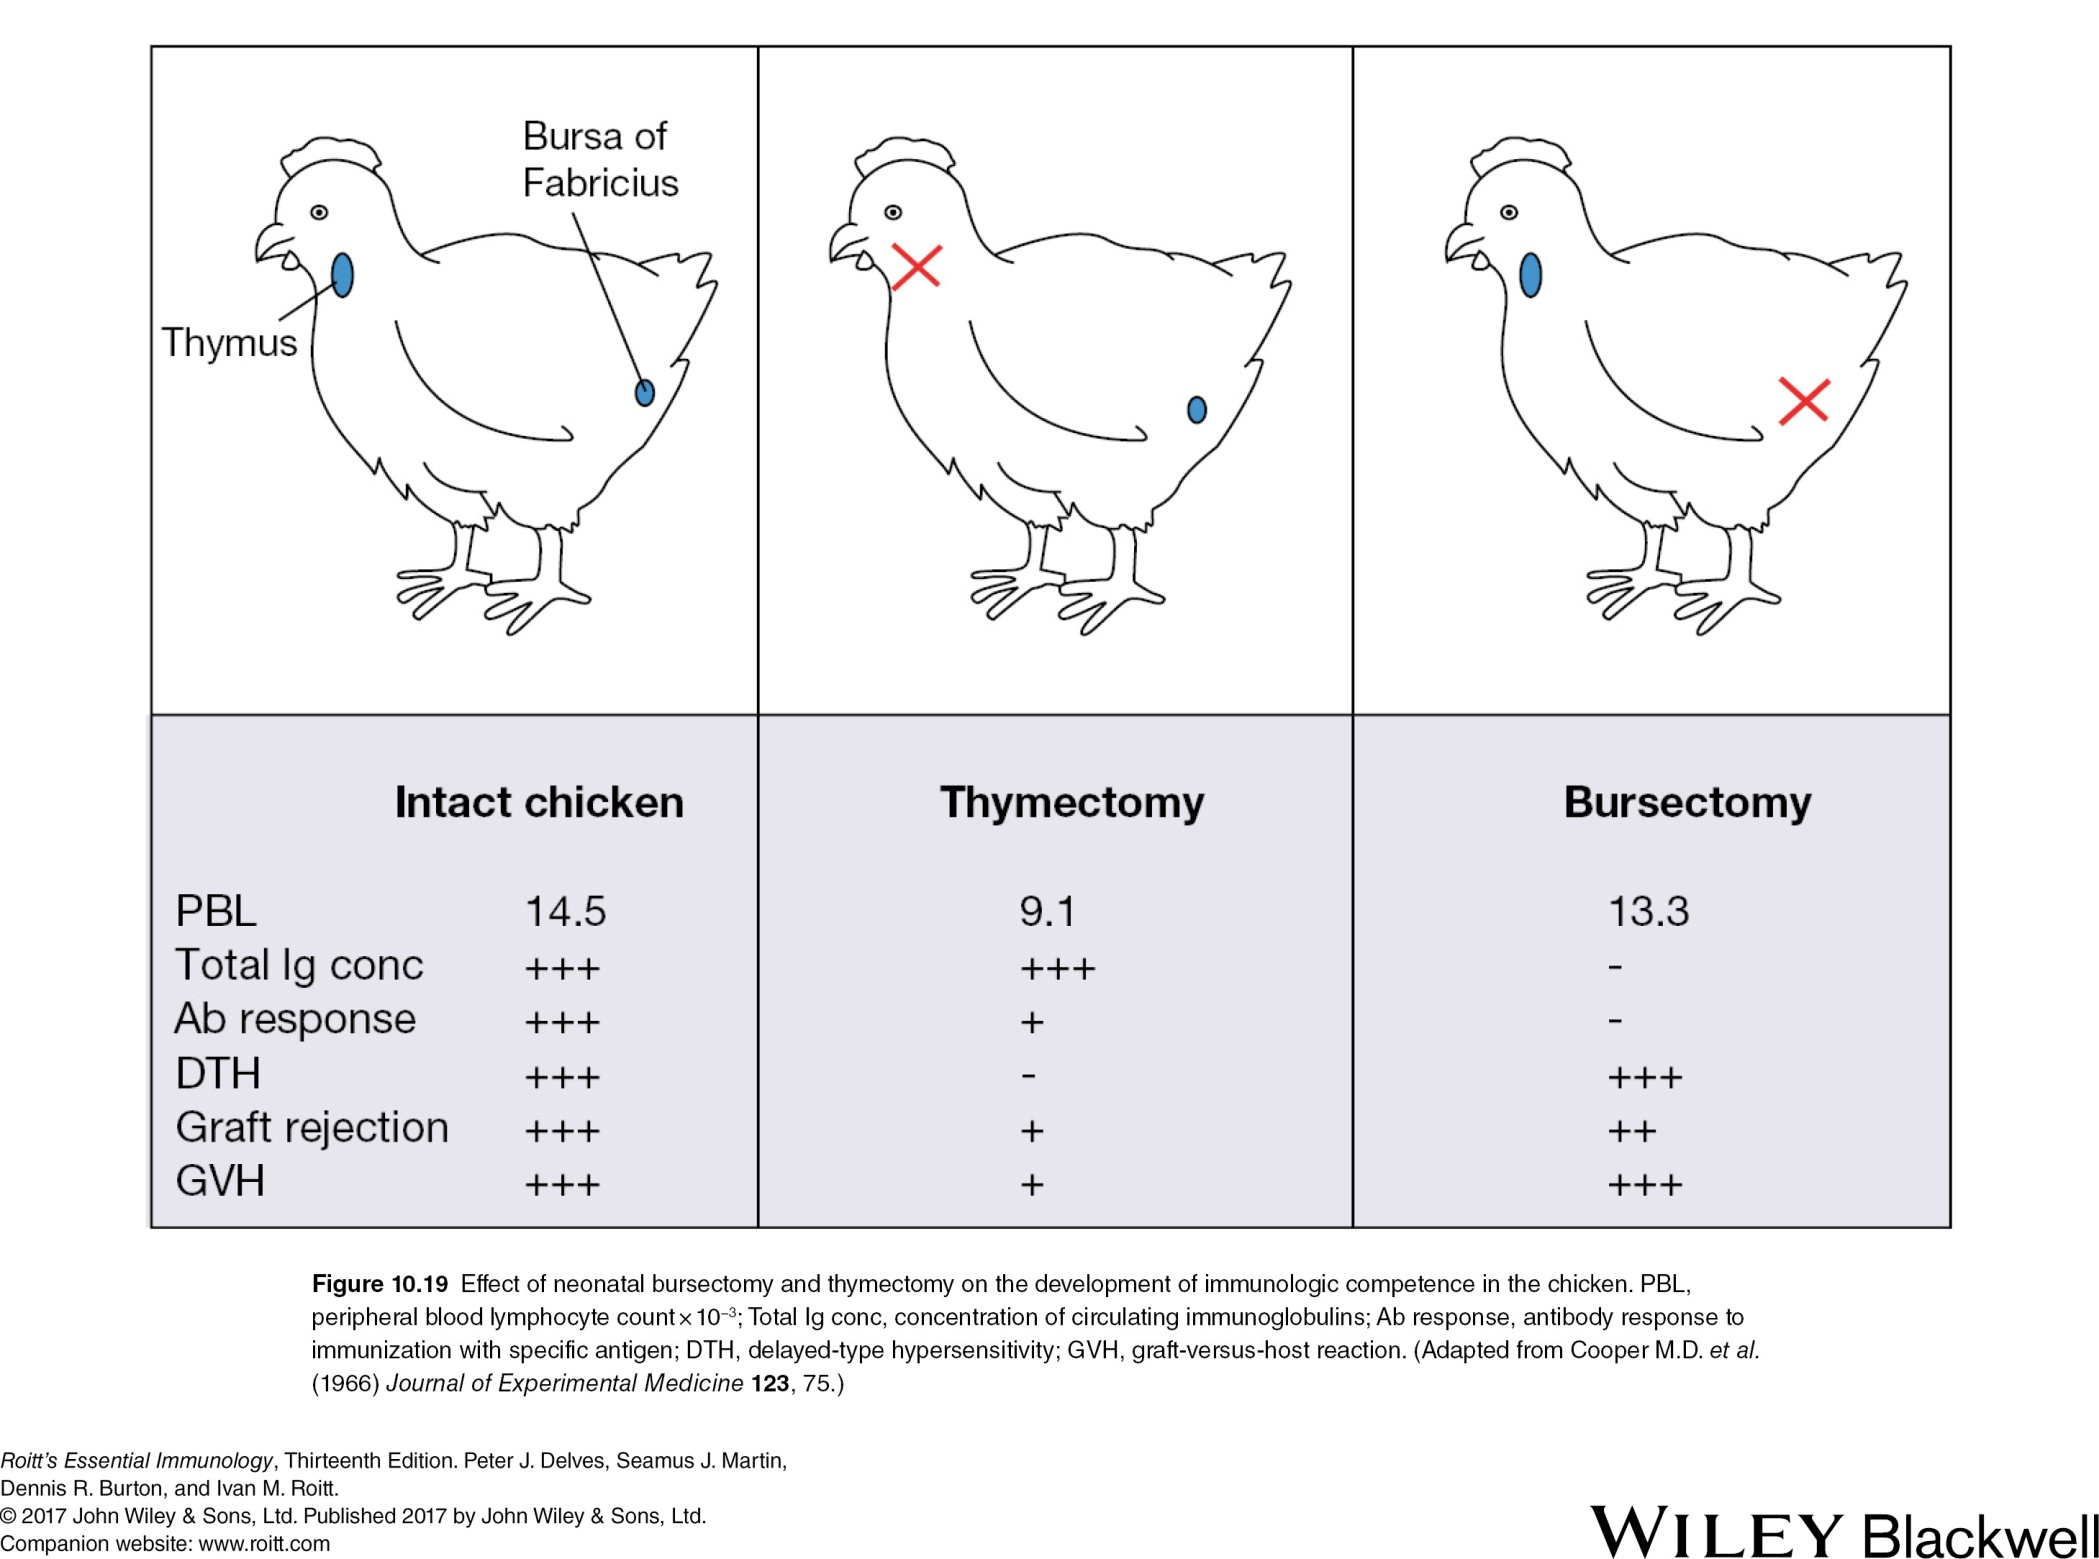 Bursa of
Fabricius
Thymus
Intact chicken Thymectomy Bursectomy
PBL 14.5 9.1 13.3
Total Ig conc +++ +++ -
Ab response +++ + -
DTH +++ - +++
Graft rejection +++ + ++
GVH +++ + +++
Figure 10.19 Effect of neonatal bursectomy and thymectomy on the development of immunologic competence in the chicken. PBL,
peripheral blood lymphocyte count × 10⁻³; Total Ig conc, concentration of circulating immunoglobulins; Ab response, antibody response to
immunization with specific antigen; DTH, delayed-type hypersensitivity; GVH, graft-versus-host reaction. (Adapted from Cooper M.D. et al.
(1966) Journal of Experimental Medicine 123, 75.)
Roitt's Essential Immunology, Thirteenth Edition. Peter J. Delves, Seamus J. Martin,
Dennis R. Burton, and Ivan M. Roitt.
© 2017 John Wiley & Sons, Ltd. Published 2017 by John Wiley & Sons, Ltd.
Companion website: www.roitt.com
WILEY Blackwell